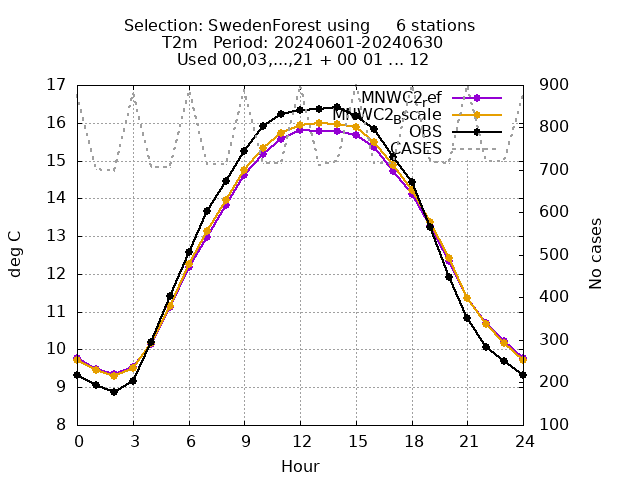 Selection: SwedenForest using 6 stations
T2m Period: 20240601-20240630
Used 00,03,...,21 + 00 01 ... 12
17 900
MNWC2ref
16 MNWC2Bscale 800
OBS
15 CASES 700
14 600
13 500
12 400
11 300
10 200
9 100
8
deg C
No cases
0 3 6 9 12 15 18 21 24
Hour